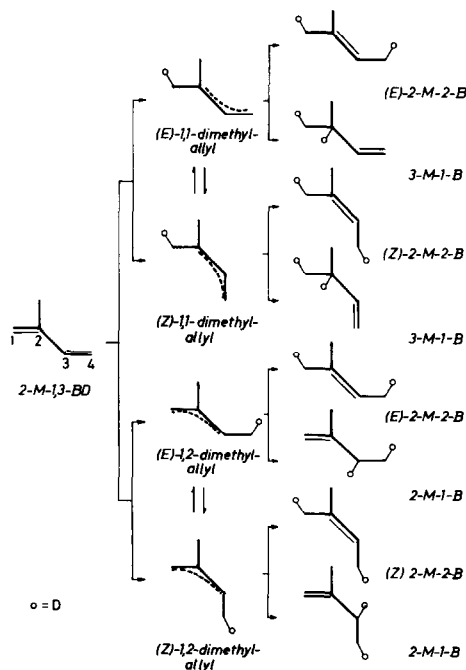 D
D
(E)-2-M-2-B
D
(E)-1,1-dimethyl-
allyl
D
3-M-1-B
D
D
(Z)-2-M-2-B
D
(Z)-1,1-dimethyl-
allyl
D
3-M-1-B
1 2 3 4
2-M-1,3-BD
(E)-2-M-2-B
(E)-1,2-dimethyl-
allyl
2-M-1-B
(Z) 2-M-2-B
o = D
(Z)-1,2-dimethyl-
allyl
2-M-1-B